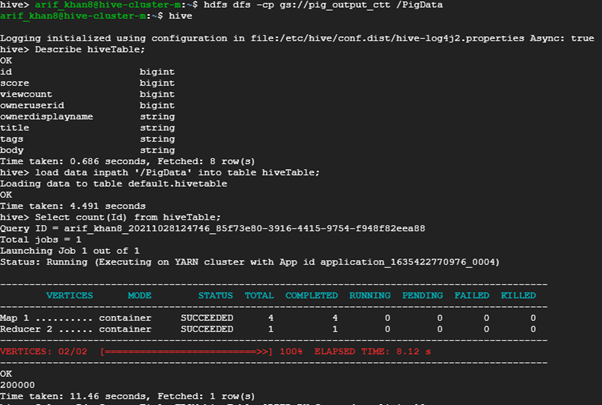 hive> arif_khan8@hive-cluster-m:~$ hdfs dfs -cp gs://pig_output_ctt /PigData
arif_khan8@hive-cluster-m:~$ hive
Logging initialized using configuration in file:/etc/hive/conf.dist/hive-log4j2.properties Async: true
hive> Describe hiveTable;
OK
id bigint
score bigint
viewcount bigint
owneruserid bigint
ownerdisplayname string
title string
tags string
body string
Time taken: 0.686 seconds, Fetched: 8 row(s)
hive> load data inpath '/PigData' into table hiveTable;
Loading data to table default.hivetable
OK
Time taken: 4.491 seconds
hive> Select count(Id) from hiveTable;
Query ID = arif_khan8_20211028124746_85f73e80-3916-4415-9754-f948f82eea88
Total jobs = 1
Launching Job 1 out of 1
Status: Running (Executing on YARN cluster with App id application_1635422770976_0004)
----------------------------------------------------------------------------------------------
VERTICES MODE STATUS TOTAL COMPLETED RUNNING PENDING FAILED KILLED
----------------------------------------------------------------------------------------------
Map 1 .......... container SUCCEEDED 4 4 0 0 0 0
Reducer 2 ...... container SUCCEEDED 1 1 0 0 0 0
----------------------------------------------------------------------------------------------
VERTICES: 02/02 [==========================>>] 100% ELAPSED TIME: 8.12 s
----------------------------------------------------------------------------------------------
OK
200000
Time taken: 11.46 seconds, Fetched: 1 row(s)